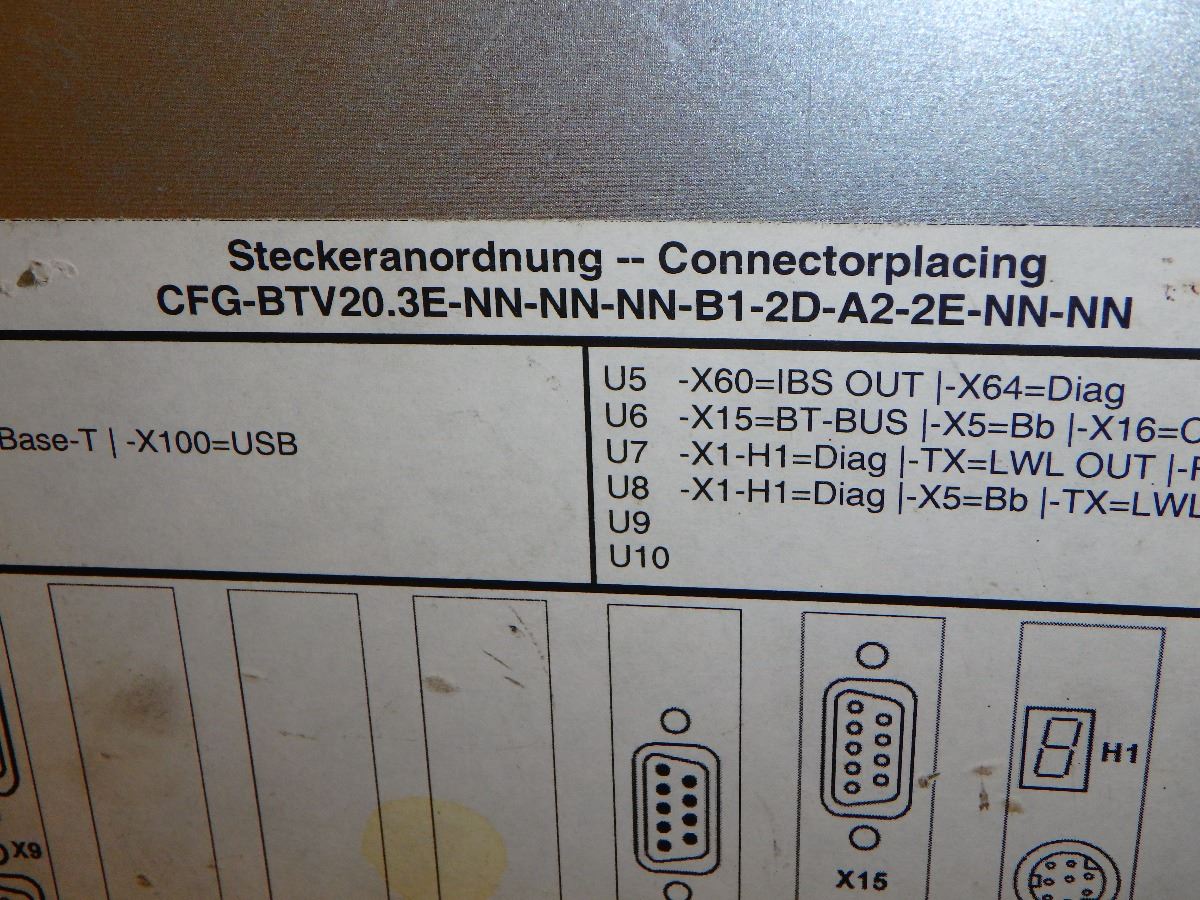 Steckeranordnung -- Connectorplacing
CFG-BTV20.3E-NN-NN-NN-B1-2D-A2-2E-NN-NN
Base-T | -X100=USB
U5 -X60=IBS OUT |-X64=Diag
U6 -X15=BT-BUS |-X5=Bb |-X16=
U7 -X1-H1=Diag |-TX=LWL OUT |-
U8 -X1-H1=Diag |-X5=Bb |-TX=LWL
U9
U10
H1
X9
X15